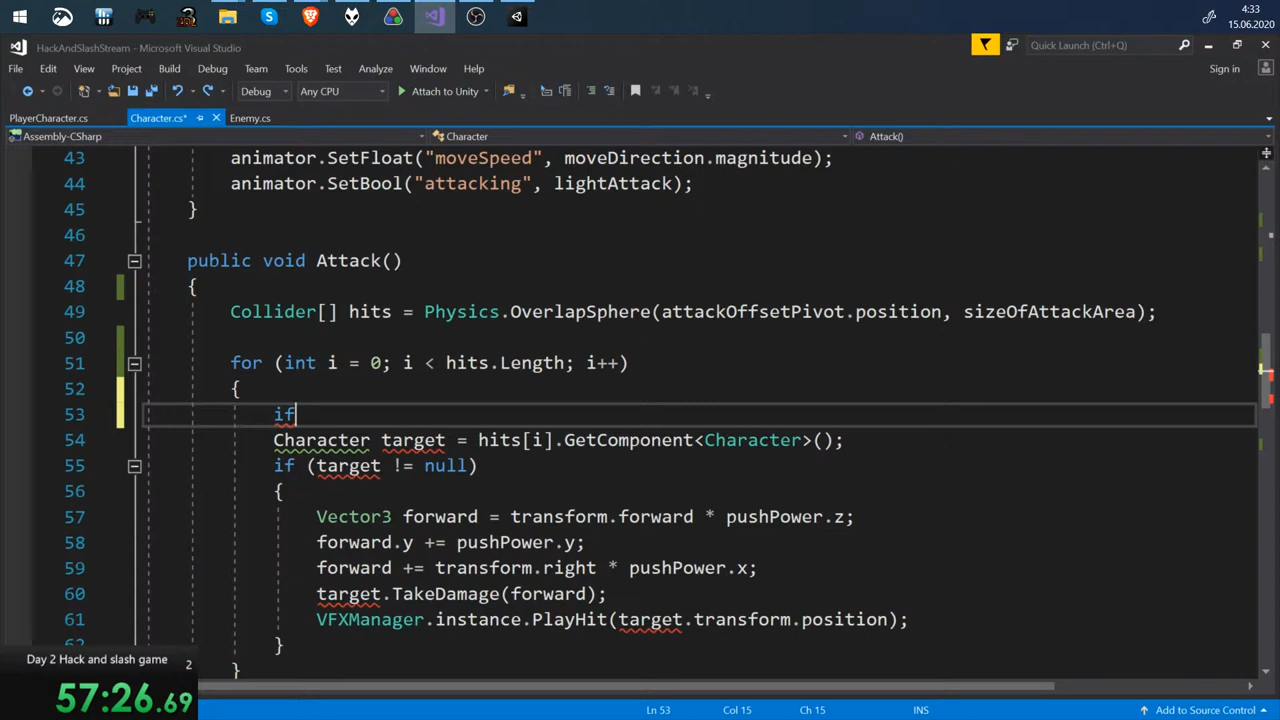 4:33
15.06.2020
HackAndSlashStream - Microsoft Visual Studio
Quick Launch (Ctrl+Q)
File Edit View Project Build Debug Team Tools Test Analyze Window Help
Sign in
Debug Any CPU Attach to Unity
PlayerCharacter.cs Character.cs* Enemy.cs
Assembly-CSharp Character Attack()
43 animator.SetFloat("moveSpeed", moveDirection.magnitude);
44 animator.SetBool("attacking", lightAttack);
45 }
46
47 public void Attack()
48 {
49 Collider[] hits = Physics.OverlapSphere(attackOffsetPivot.position, sizeOfAttackArea);
50
51 for (int i = 0; i < hits.Length; i++)
52 {
53 if
54 Character target = hits[i].GetComponent<Character>();
55 if (target != null)
56 {
57 Vector3 forward = transform.forward * pushPower.z;
58 forward.y += pushPower.y;
59 forward += transform.right * pushPower.x;
60 target.TakeDamage(forward);
61 VFXManager.instance.PlayHit(target.transform.position);
62 }
}
Day 2 Hack and slash game 2
57:26.69
Ln 53 Col 15 Ch 15 INS Add to Source Control